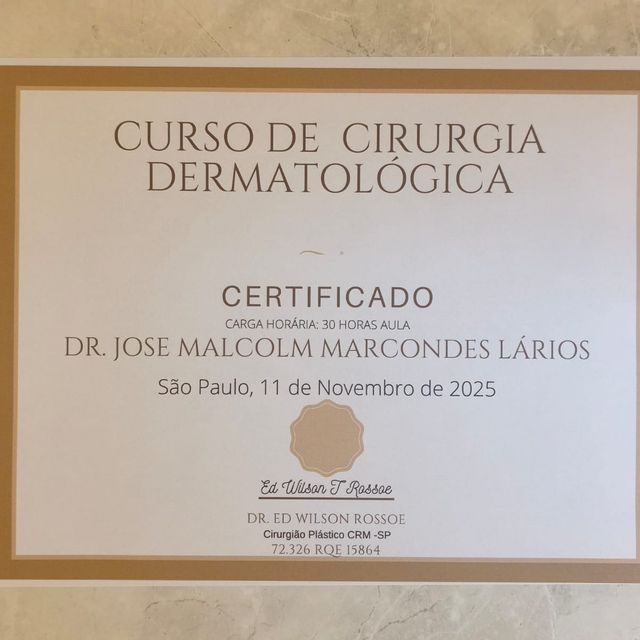 CURSO DE CIRURGIA
DERMATOLÓGICA
CERTIFICADO
CARGA HORÁRIA: 30 HORAS AULA
DR. JOSE MALCOLM MARCONDES LÁRIOS
São Paulo, 11 de Novembro de 2025
Ed Wilson T Rossoe
DR. ED WILSON ROSSOE
Cirurgião Plástico CRM -SP
72.326 RQE 15864